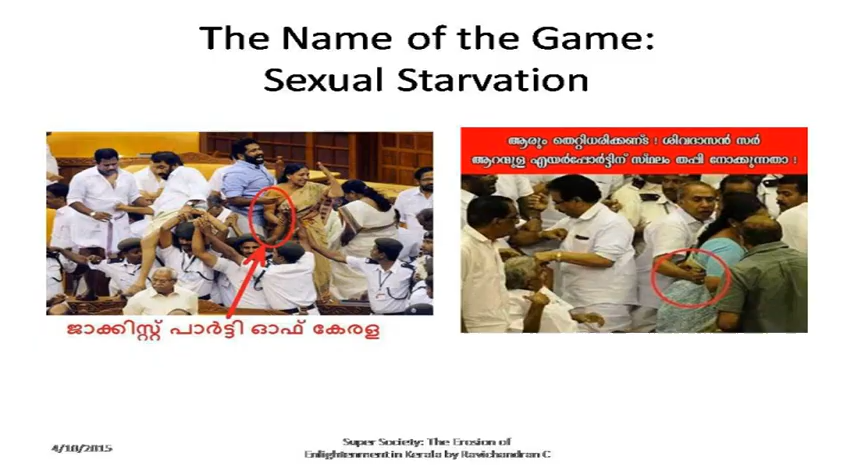 The Name of the Game:
Sexual Starvation
ആരും തെറ്റിധരിക്കണ്ട ! ശിവദാസൻ സർ
ആറന്മുള എയർപ്പോർട്ടിന് സ്ഥലം തപ്പി നോക്കുന്നതാ !
ജാക്കിസ്റ്റ് പാർട്ടി ഓഫ് കേരള
4/10/2015
Super Society: The Erosion of
Enlightenment in Kerala by Ravichandran C